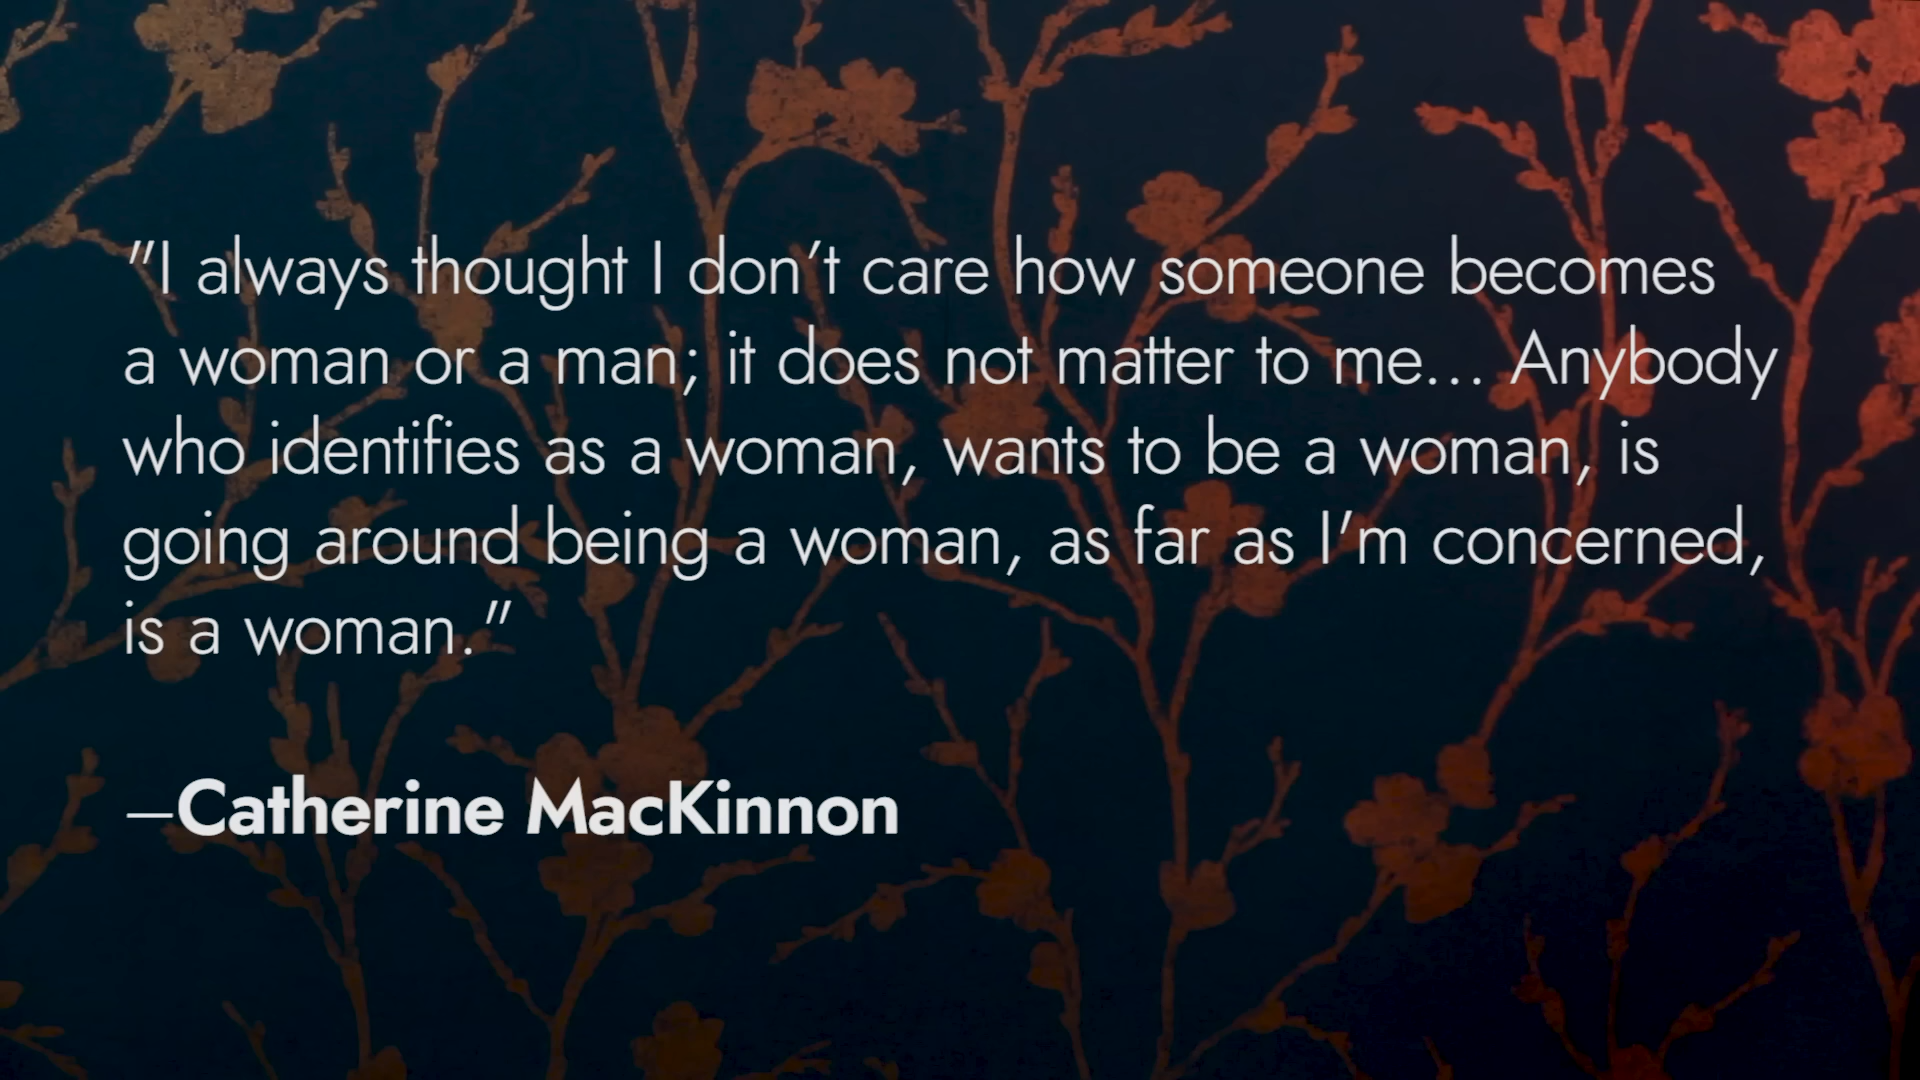 "I always thought I don't care how someone becomes
a woman or a man; it does not matter to me... Anybody
who identifies as a woman, wants to be a woman, is
going around being a woman, as far as I'm concerned,
is a woman."
—Catherine MacKinnon